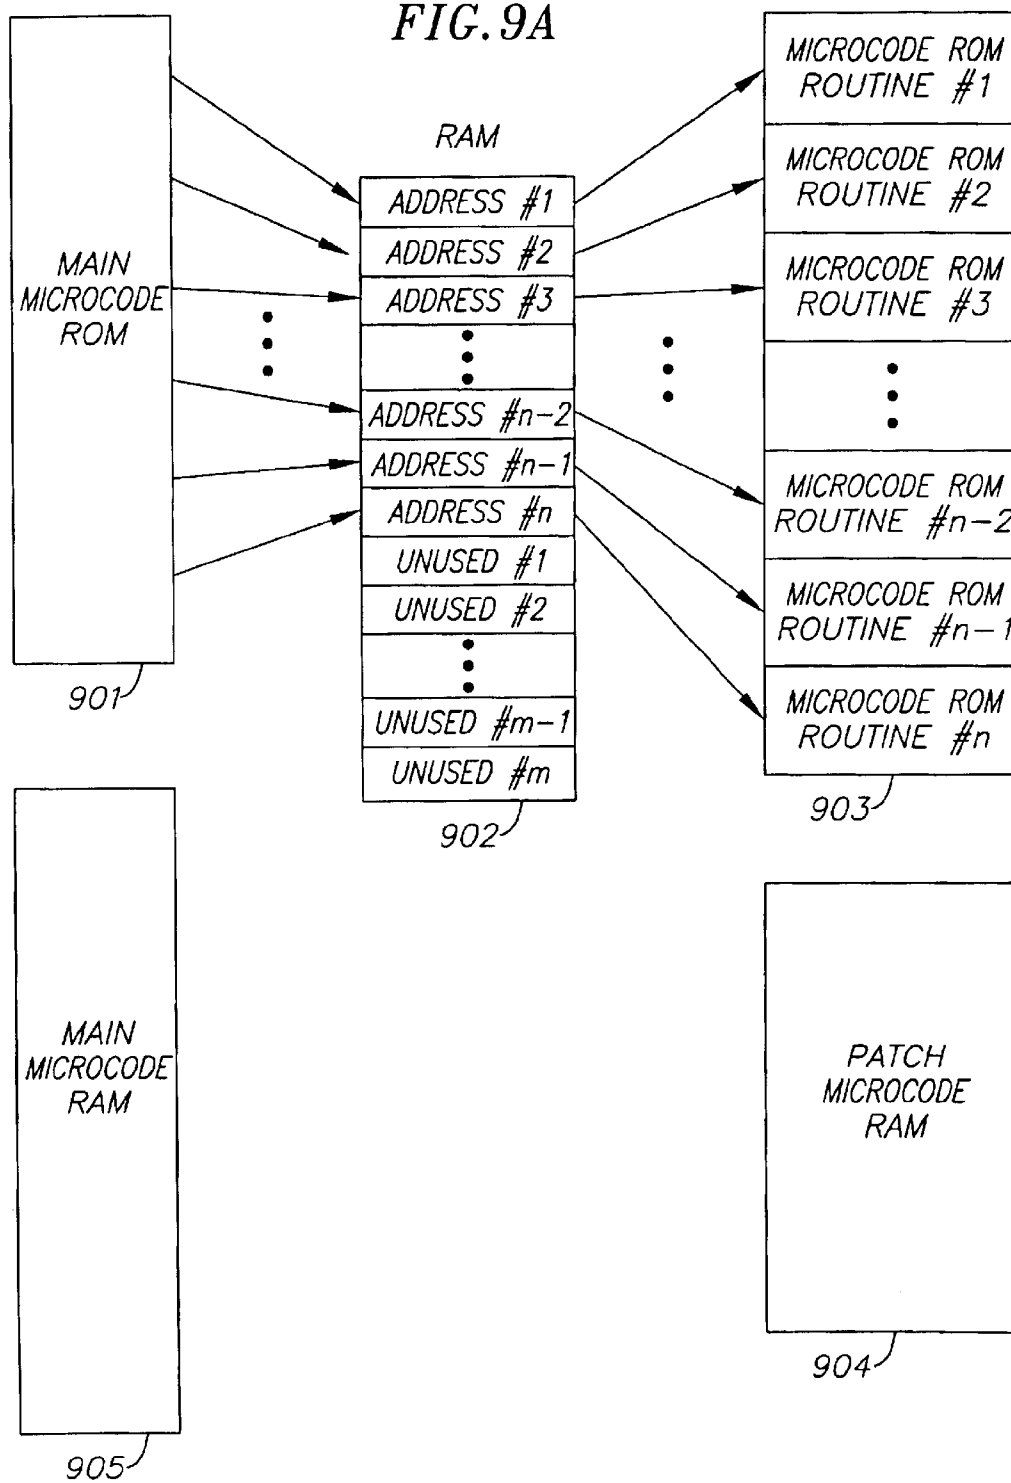 FIG. 9A
MAIN
MICROCODE
ROM
901
RAM
ADDRESS #1
ADDRESS #2
ADDRESS #3
ADDRESS #n-2
ADDRESS #n-1
ADDRESS #n
UNUSED #1
UNUSED #2
UNUSED #m-1
UNUSED #m
902
MICROCODE ROM
ROUTINE #1
MICROCODE ROM
ROUTINE #2
MICROCODE ROM
ROUTINE #3
MICROCODE ROM
ROUTINE #n-2
MICROCODE ROM
ROUTINE #n-1
MICROCODE ROM
ROUTINE #n
903
MAIN
MICROCODE
RAM
905
PATCH
MICROCODE
RAM
904